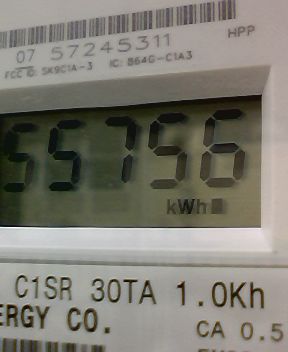 07 57245311
HPP
FCC ID: SK9C1A-3 IC: 864G-C1A3
55756
kWh
C1SR 30TA 1.0Kh
ERGY CO.
CA 0.5